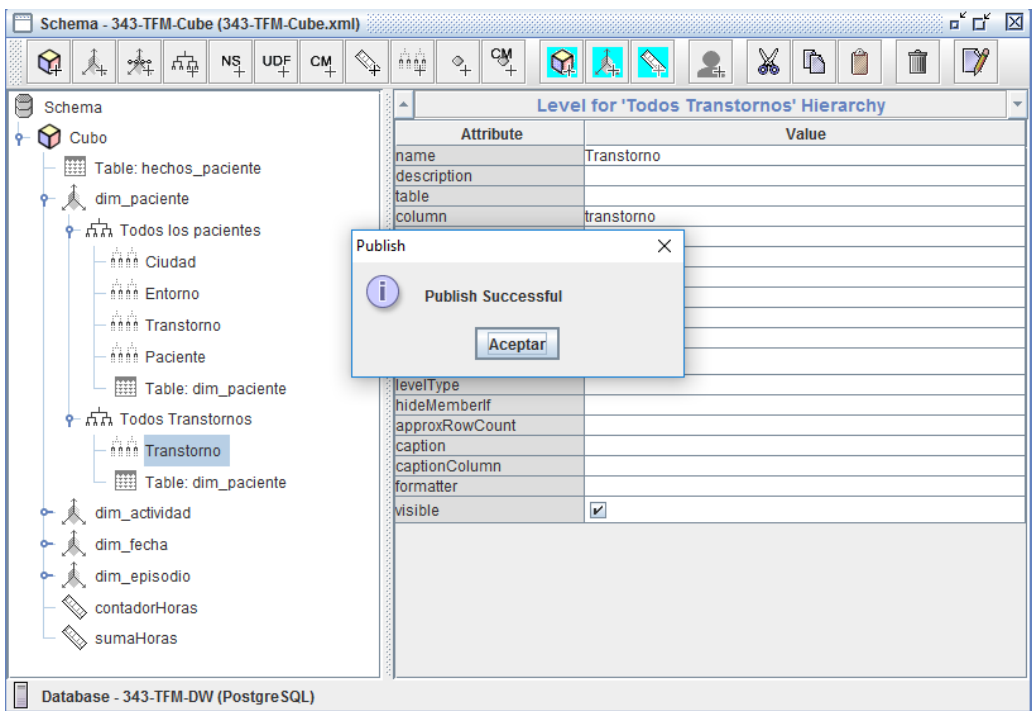 Schema - 343-TFM-Cube (343-TFM-Cube.xml)
NS UDF CM CM
Schema
Cubo
Table: hechos_paciente
dim_paciente
Todos los pacientes
Ciudad
Entorno
Transtorno
Paciente
Table: dim_paciente
Todos Transtornos
Transtorno
Table: dim_paciente
dim_actividad
dim_fecha
dim_episodio
contadorHoras
sumaHoras
Level for 'Todos Transtornos' Hierarchy
Attribute Value
name Transtorno
description
table
column transtorno
Publish
Publish Successful
Aceptar
levelType
hideMemberIf
approxRowCount
caption
captionColumn
formatter
visible
Database - 343-TFM-DW (PostgreSQL)